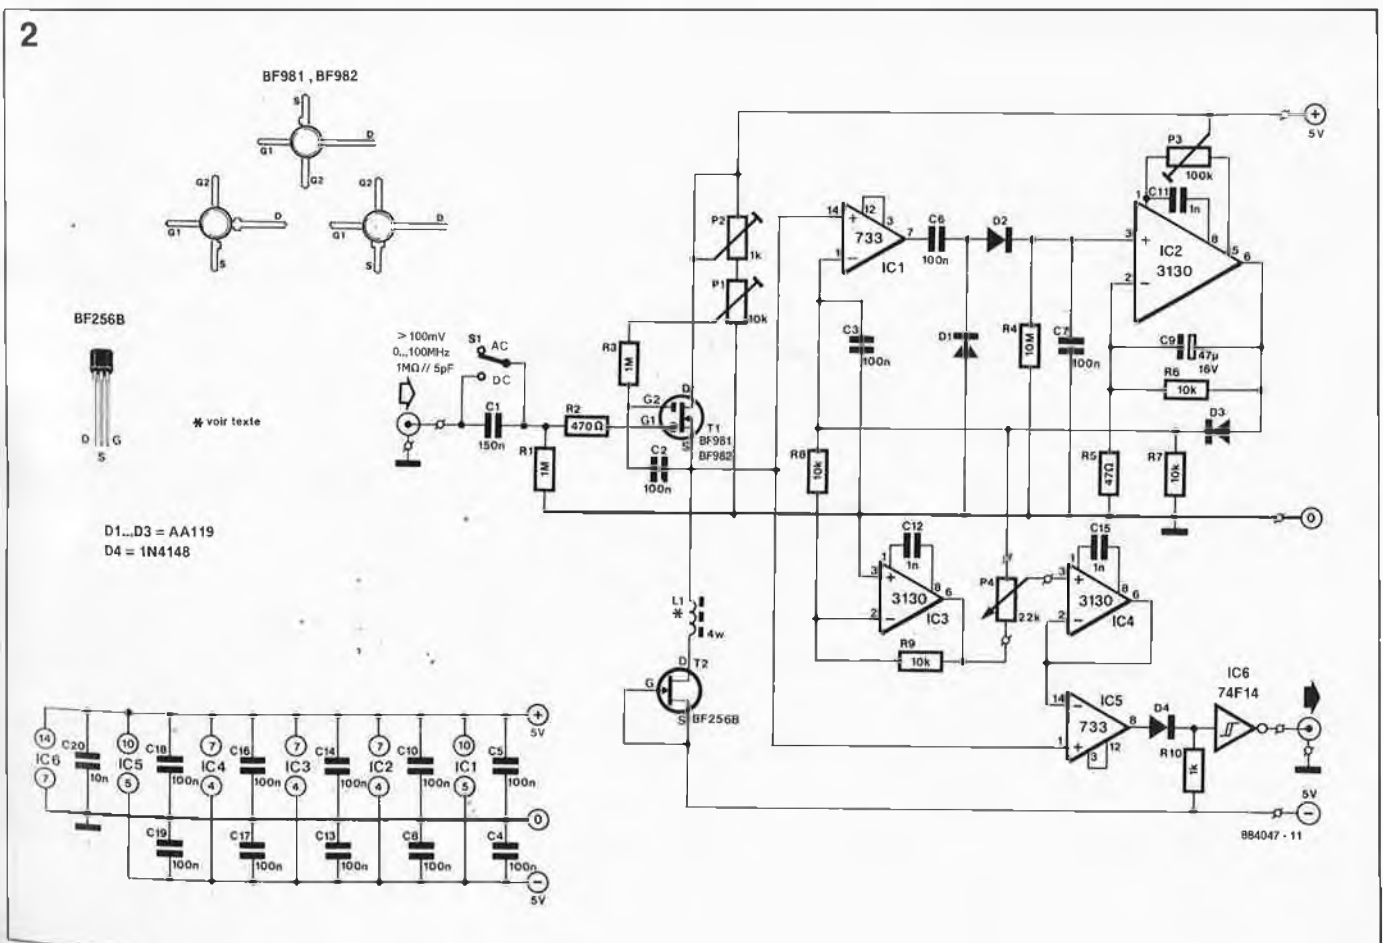 2
BF981 , BF982
S
D
G1
G2
G2
G1
D
S
G2
G1
D
S
BF256B
D
G
S
* voir texte
D1...D3 = AA119
D4 = 1N4148
> 100mV
0...100MHz
1MΩ // 5pF
S1
AC
DC
C1
150n
R1
1M
R2
470Ω
R3
1M
C2
100n
G2
G1
D
S
T1
BF981
BF982
P2
1k
P1
10k
L1
*
4w
D
T2
G
S
BF256B
14
+
12
3
733
7
1
−
IC1
C6
100n
D2
D1
R4
10M
C7
100n
C3
100n
R8
10k
+
5V
P3
100k
C11
1n
1
8
5
3
+
IC2
3130
6
2
−
C9
47µ
16V
R6
10k
D3
R5
47Ω
R7
10k
0
C12
1n
1
8
3
+
3130
6
2
−
IC3
R9
10k
P4
22k
C15
1n
1
8
3
+
3130
6
2
−
IC4
14
−
IC5
733
8
1
+
3
12
D4
R10
1k
IC6
74F14
5V
−
884047 - 11
14
IC6
7
C20
10n
10
IC5
5
C18
100n
7
IC4
4
C16
100n
7
IC3
4
C14
100n
7
IC2
4
C10
100n
10
IC1
5
C5
100n
+
5V
0
C19
100n
C17
100n
C13
100n
C8
100n
C4
100n
−
5V